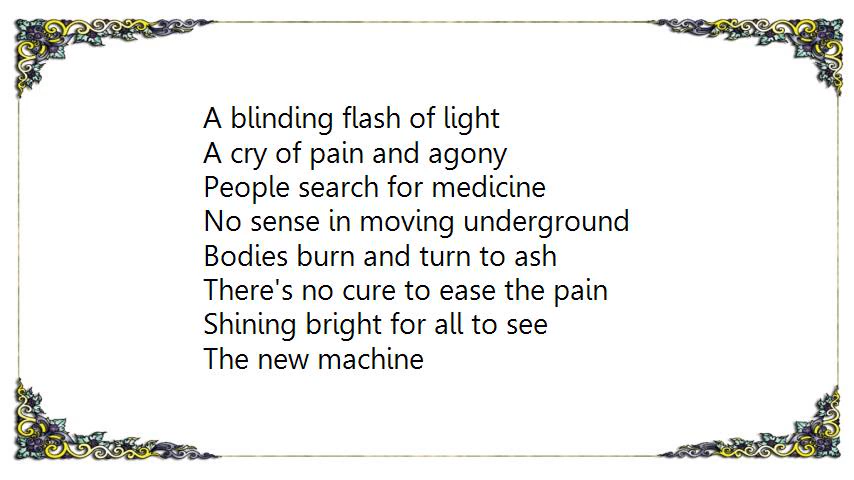 A blinding flash of light
A cry of pain and agony
People search for medicine
No sense in moving underground
Bodies burn and turn to ash
There's no cure to ease the pain
Shining bright for all to see
The new machine